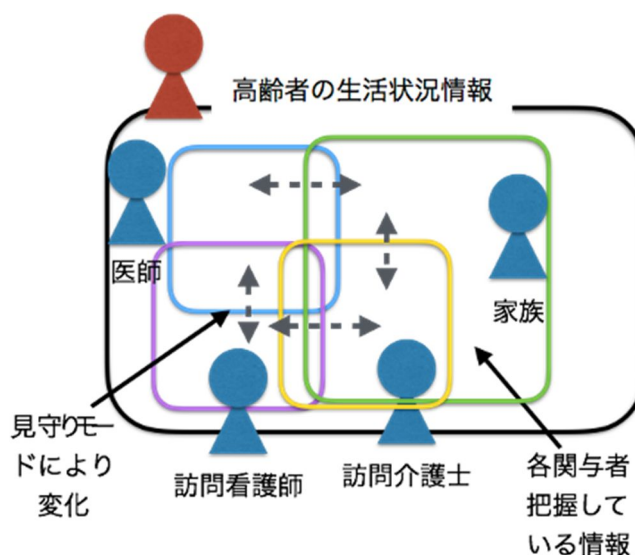 高齢者の生活状況情報
医師
家族
見守りモー
ドにより
変化
訪問看護師
訪問介護士
各関与者
把握して
いる情報